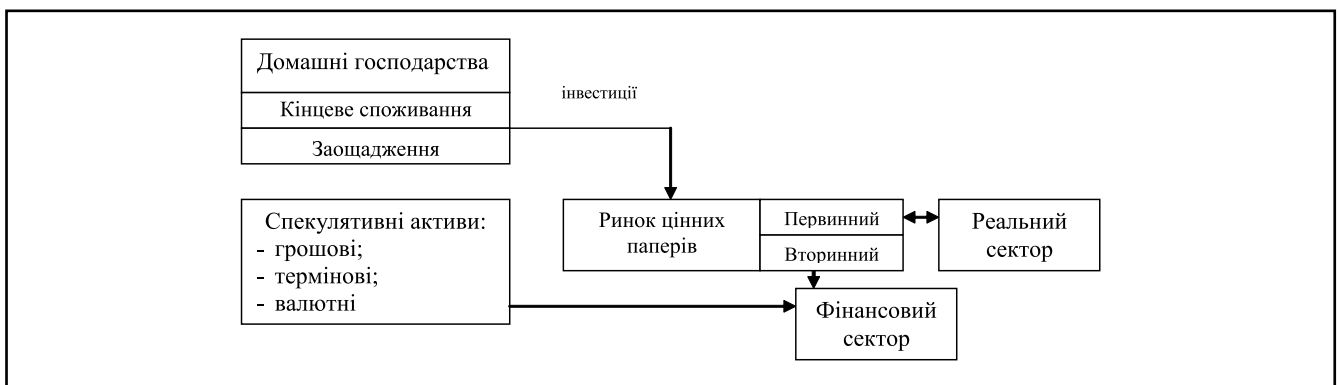 Домашні господарства
Кінцеве споживання
Заощадження
інвестиції
Спекулятивні активи:
- грошові;
- термінові;
- валютні
Ринок цінних
паперів
Первинний
Вторинний
Реальний
сектор
Фінансовий
сектор